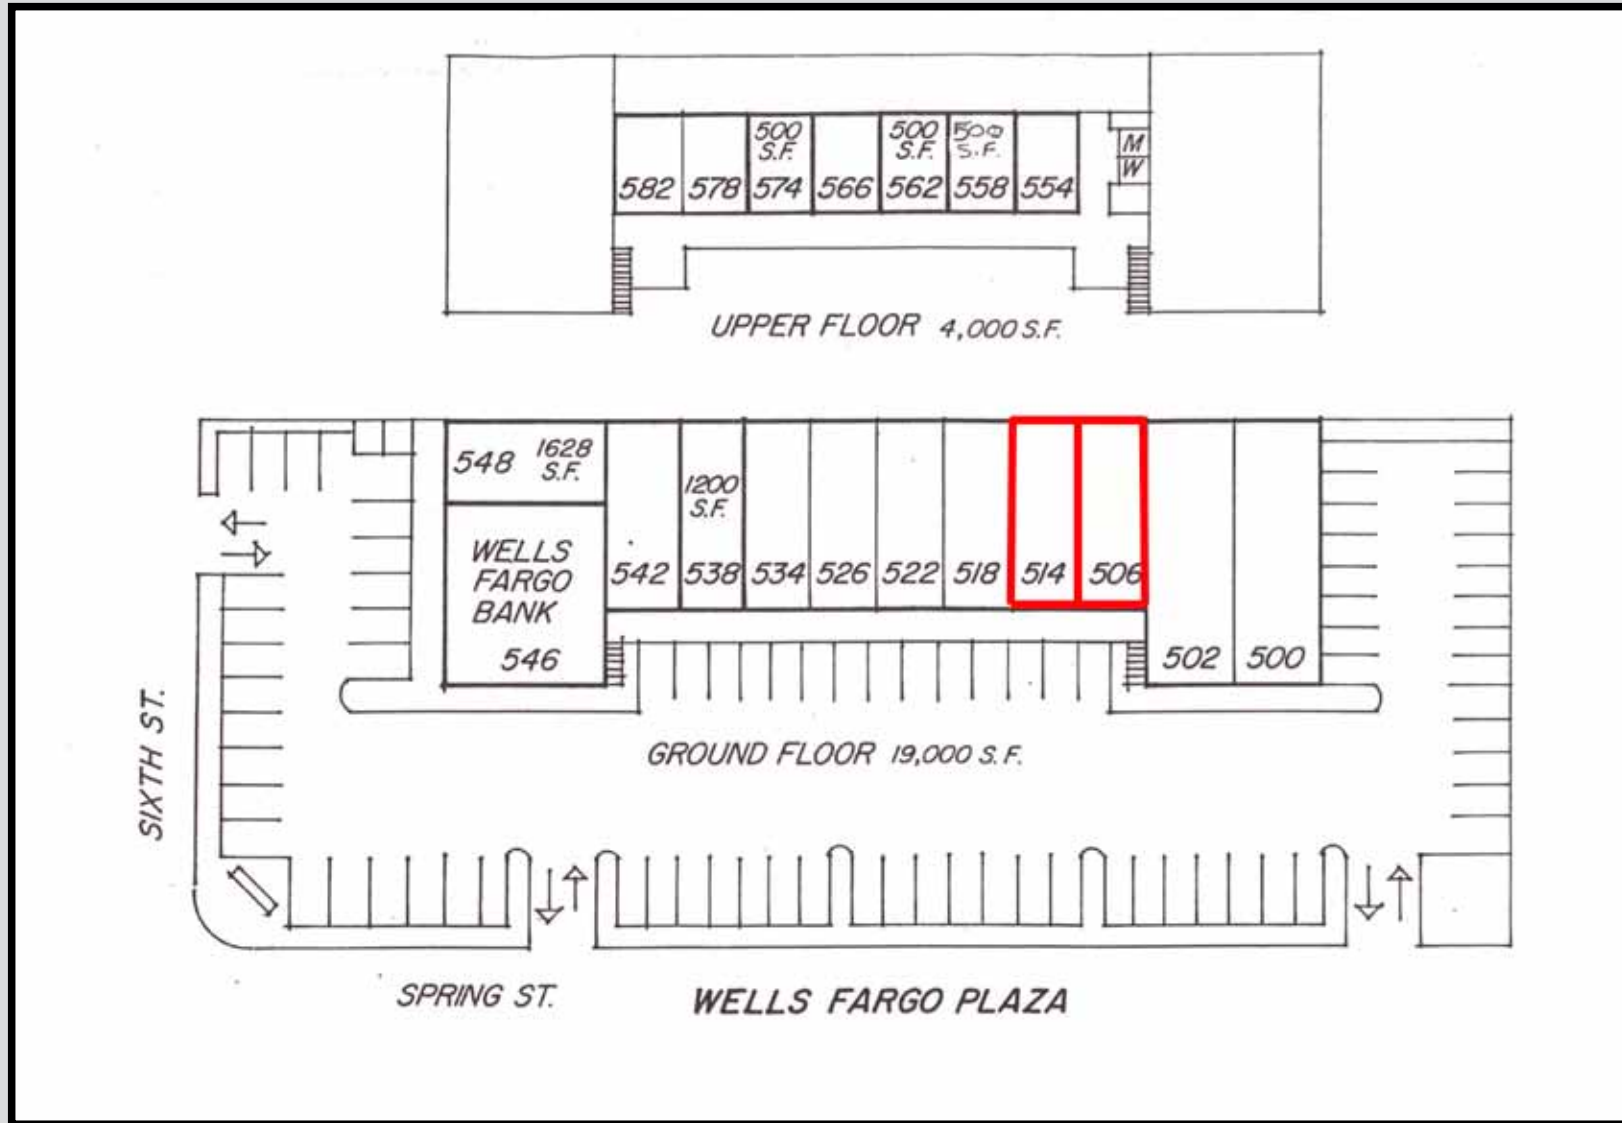 500
S.F.
500
S.F.
500
S.F.
M
W
582 578 574 566 562 558 554
UPPER FLOOR 4,000 S.F.
548 1628
S.F.
1200
S.F.
WELLS
FARGO
BANK
546
542 538 534 526 522 518 514 506
502 500
GROUND FLOOR 19,000 S.F.
SIXTH ST.
SPRING ST.
WELLS FARGO PLAZA